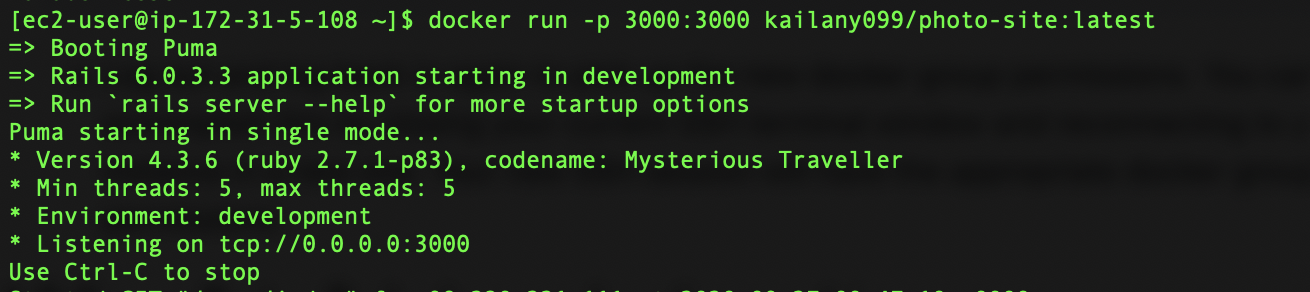 [ec2-user@ip-172-31-5-108 ~]$ docker run -p 3000:3000 kailany099/photo-site:latest
=> Booting Puma
=> Rails 6.0.3.3 application starting in development
=> Run `rails server --help` for more startup options
Puma starting in single mode...
* Version 4.3.6 (ruby 2.7.1-p83), codename: Mysterious Traveller
* Min threads: 5, max threads: 5
* Environment: development
* Listening on tcp://0.0.0.0:3000
Use Ctrl-C to stop